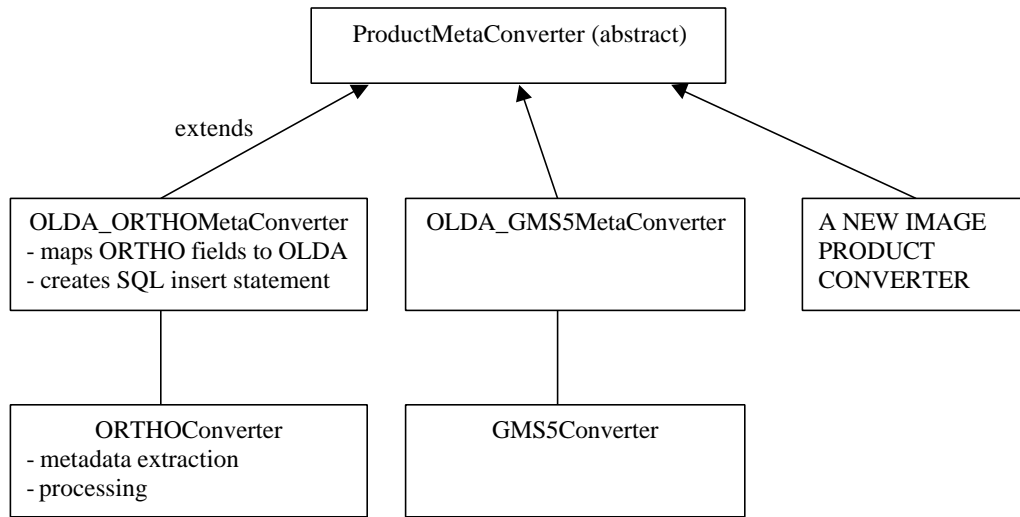 ProductMetaConverter (abstract)
extends
OLDA_ORTHOMetaConverter
- maps ORTHO fields to OLDA
- creates SQL insert statement
OLDA_GMS5MetaConverter
A NEW IMAGE
PRODUCT
CONVERTER
ORTHOConverter
- metadata extraction
- processing
GMS5Converter